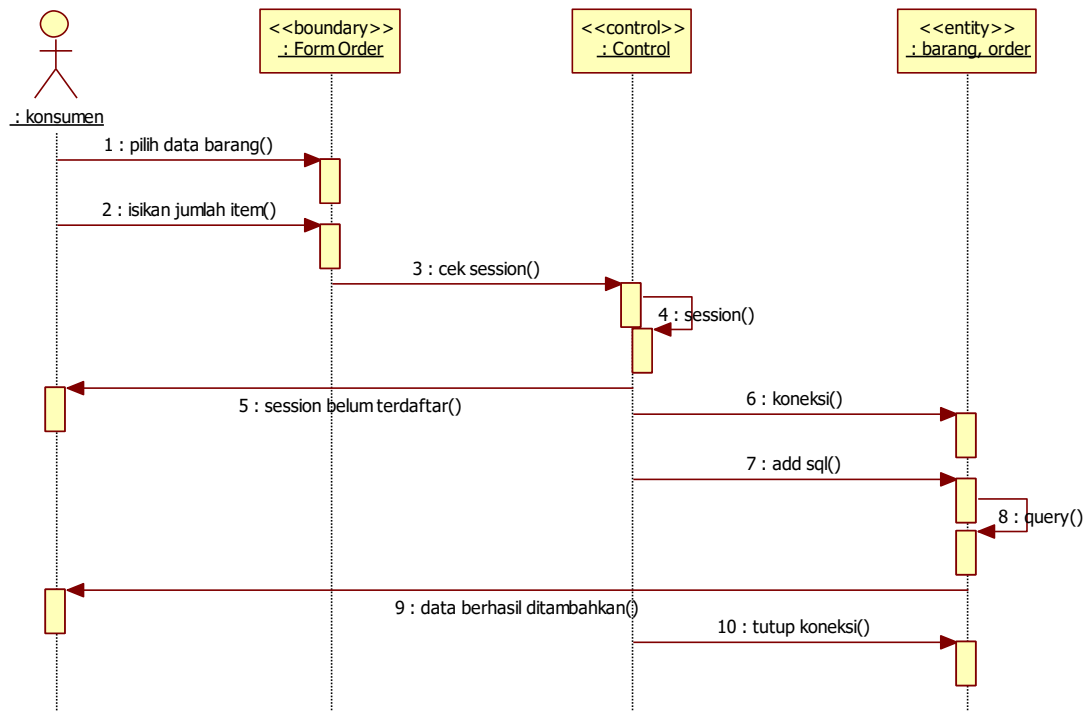 <<boundary>>
: Form Order
<<control>>
: Control
<<entity>>
: barang, order
: konsumen
1 : pilih data barang()
2 : isikan jumlah item()
3 : cek session()
4 : session()
5 : session belum terdaftar()
6 : koneksi()
7 : add sql()
8 : query()
9 : data berhasil ditambahkan()
10 : tutup koneksi()